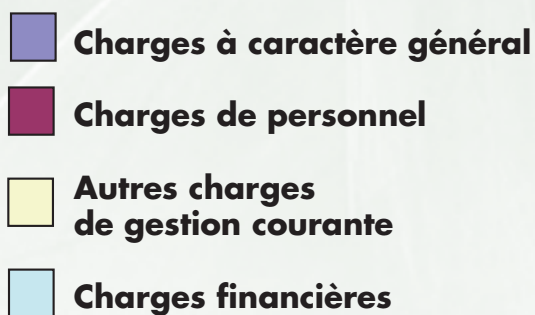 Charges à caractère général
Charges de personnel
Autres charges
de gestion courante
Charges financières